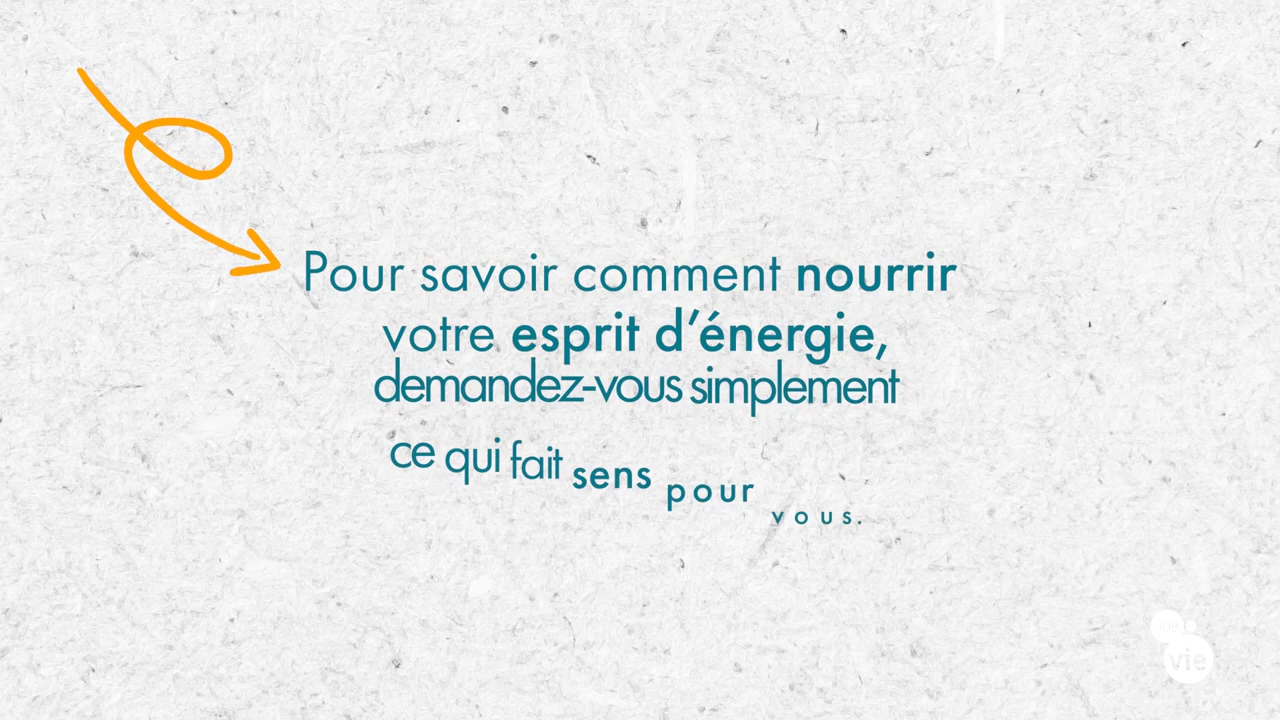 Pour savoir comment nourrir
votre esprit d’énergie,
demandez-vous simplement
ce qui fait sens pour vous.
vie